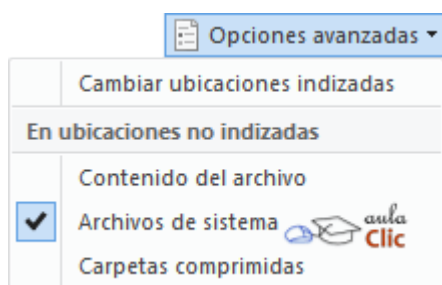 Opciones avanzadas
Cambiar ubicaciones indizadas
En ubicaciones no indizadas
Contenido del archivo
Archivos de sistema
aula
Clic
Carpetas comprimidas